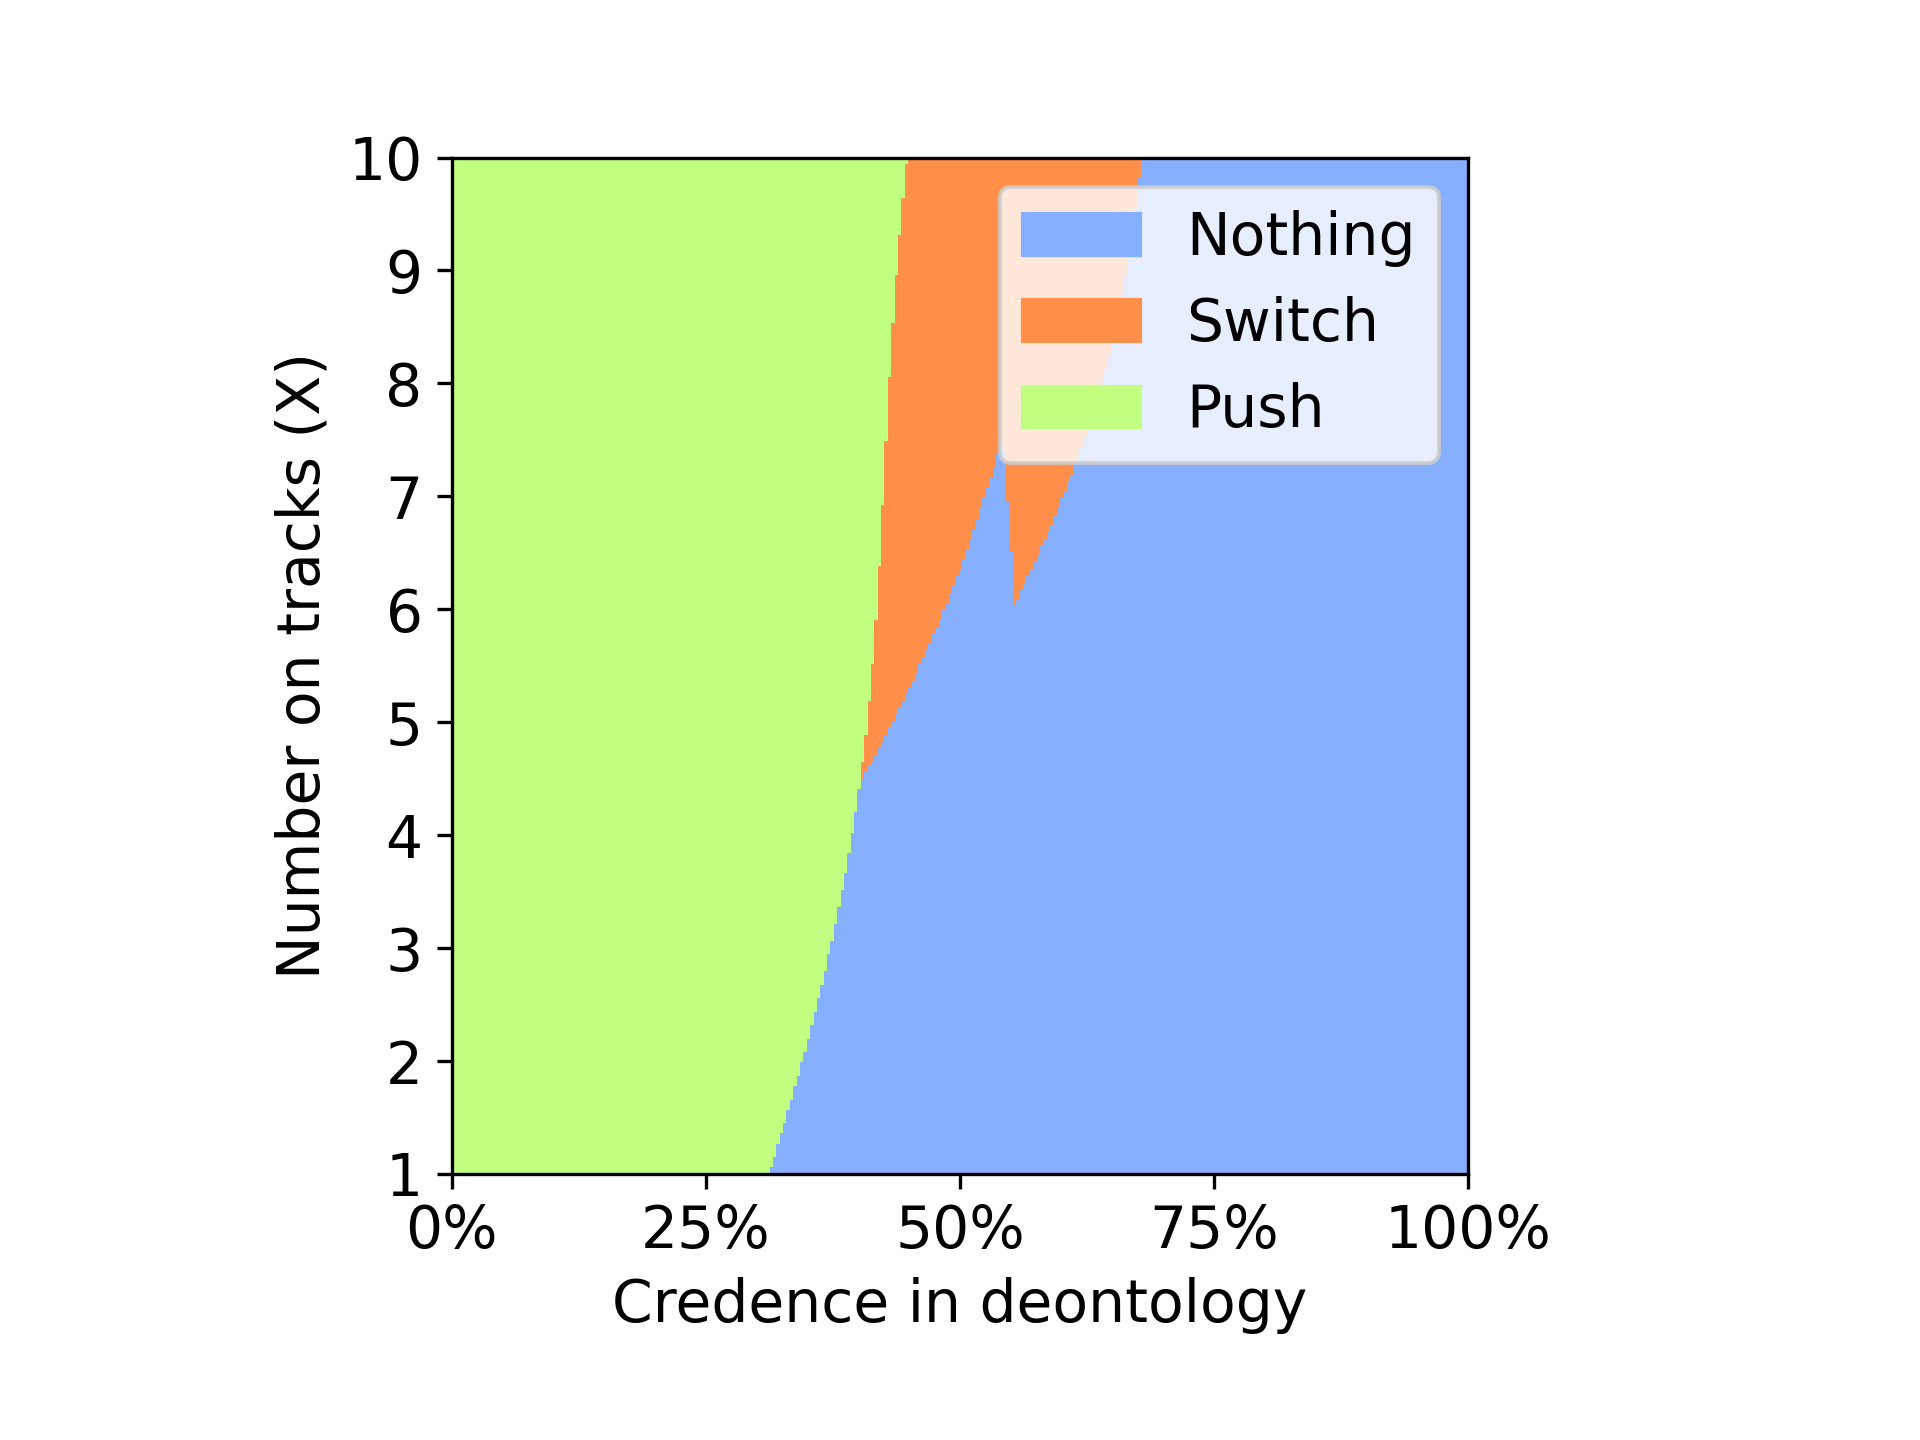 10
9
8
7
6
5
4
3
2
1
Number on tracks (X)
Nothing
Switch
Push
0% 25% 50% 75% 100%
Credence in deontology